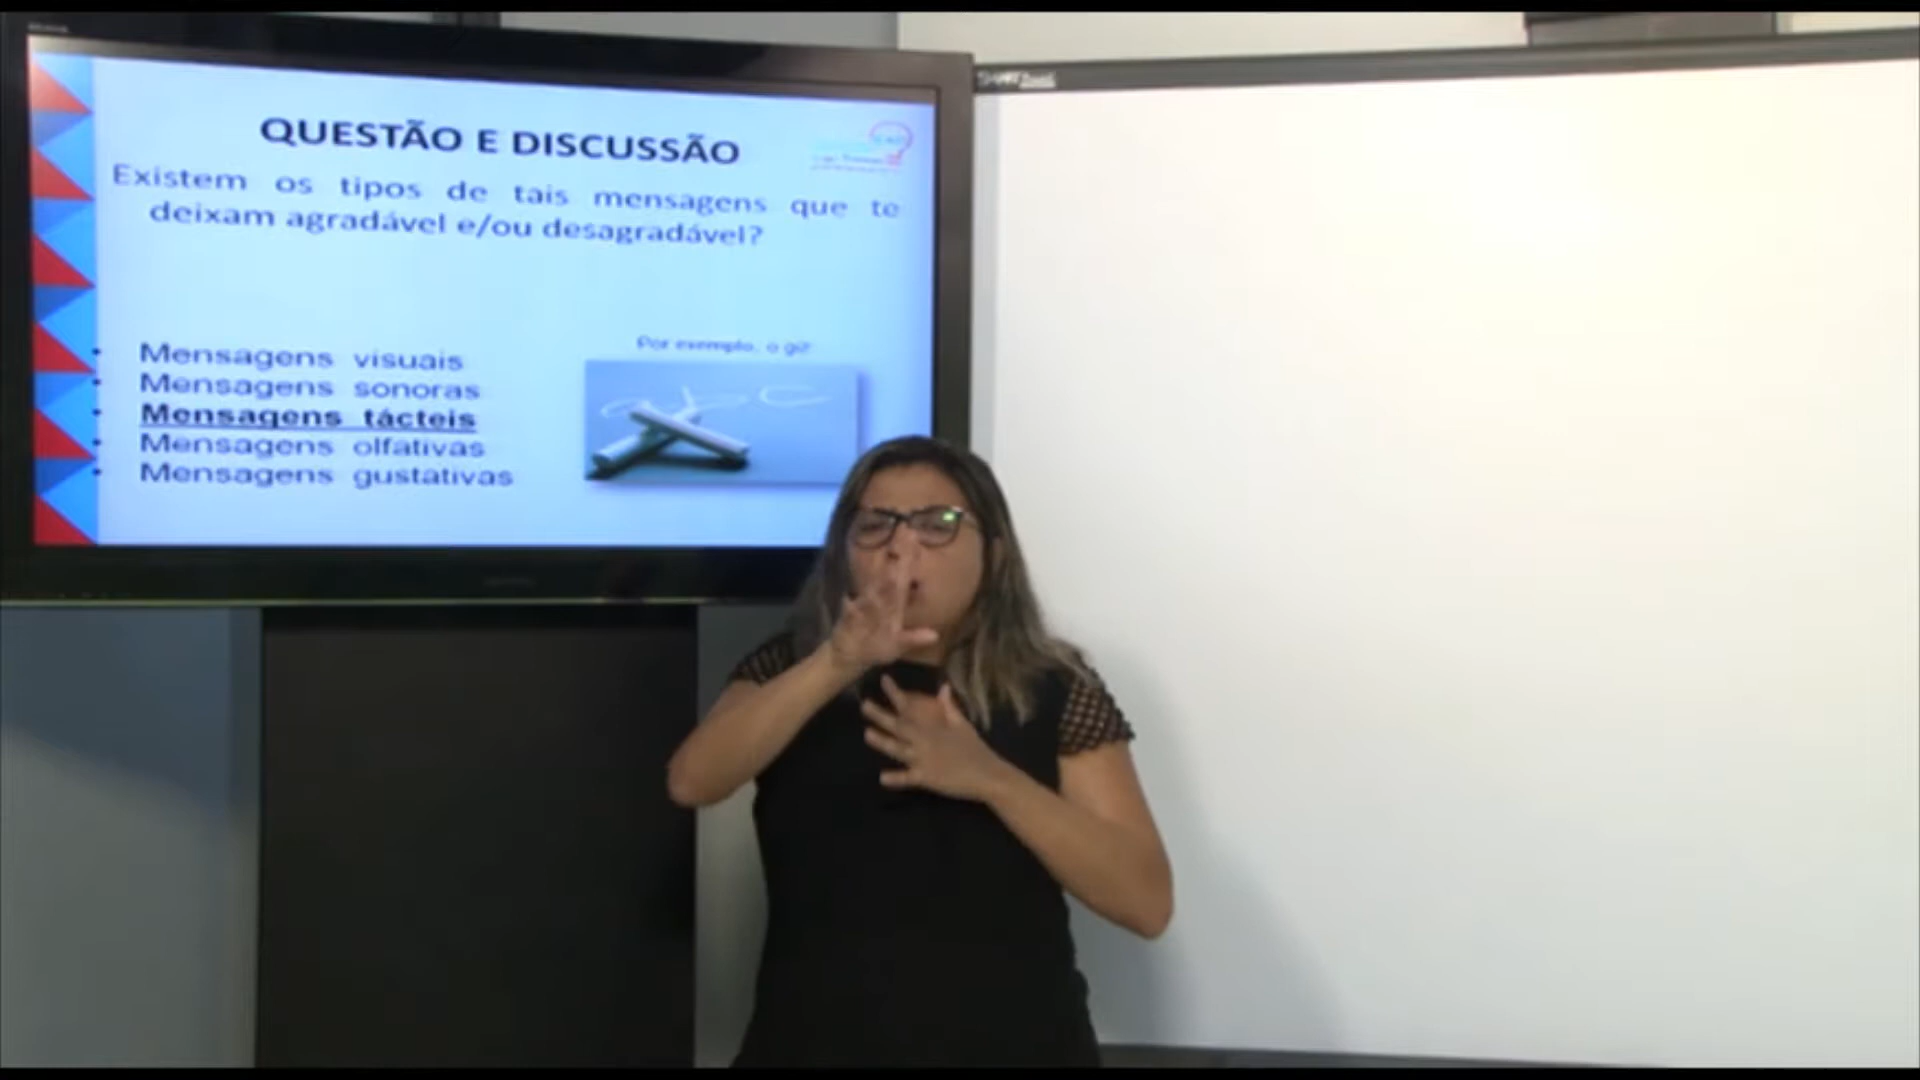 QUESTÃO E DISCUSSÃO
Existem os tipos de tais mensagens que te
deixam agradável e/ou desagradável?
Por exemplo, o giz
• Mensagens visuais
• Mensagens sonoras
• Mensagens tácteis
• Mensagens olfativas
• Mensagens gustativas